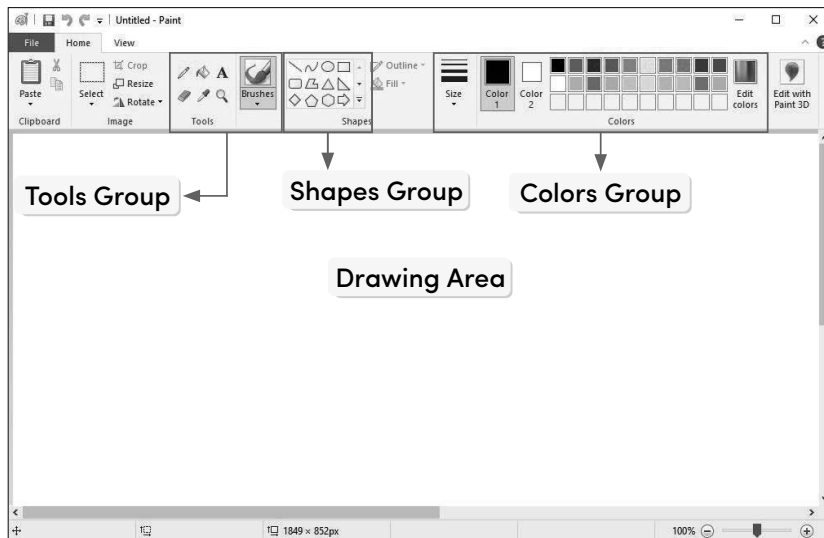 Untitled - Paint
File Home View
Paste
Clipboard
Select
Crop
Resize
Rotate
Image
A
Tools
Brushes
Outline
Fill
Shapes
Size
Color 1
Color 2
Edit colors
Colors
Edit with Paint 3D
Tools Group
Shapes Group
Colors Group
Drawing Area
1849 × 852px
100%